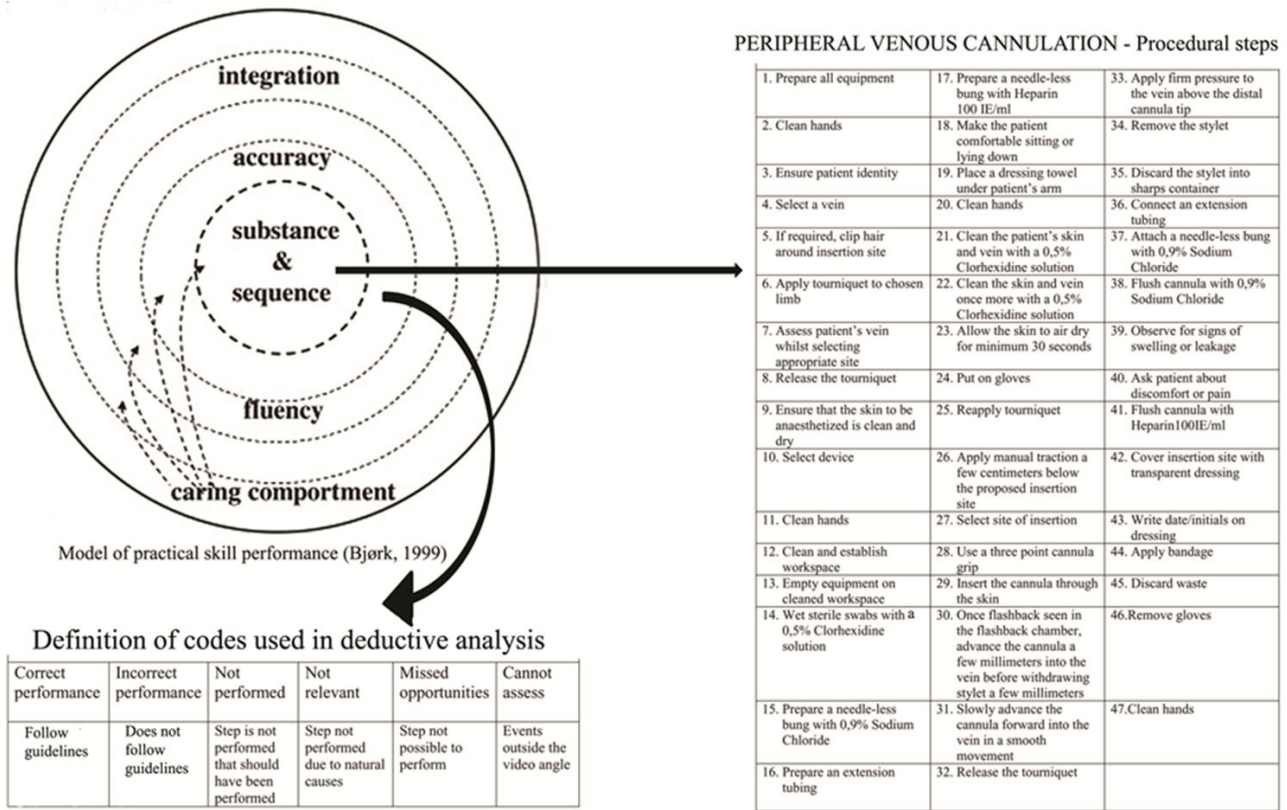 integration
accuracy
substance
&
sequence
fluency
caring compartment
Model of practical skill performance (Bjørk, 1999)
Definition of codes used in deductive analysis
Correct
performance
Incorrect
performance
Not
performed
Not
relevant
Missed
opportunities
Cannot
assess
Follow
guidelines
Does not
follow
guidelines
Step is not
performed
that should
have been
performed
Step not
performed
due to natural
causes
Step not
possible to
perform
Events
outside the
video angle
PERIPHERAL VENOUS CANNULATION - Procedural steps
1. Prepare all equipment
2. Clean hands
3. Ensure patient identity
4. Select a vein
5. If required, clip hair
around insertion site
6. Apply tourniquet to chosen
limb
7. Assess patient's vein
whilst selecting
appropriate site
8. Release the tourniquet
9. Ensure that the skin to be
anaesthetized is clean and
dry
10. Select device
11. Clean hands
12. Clean and establish
workspace
13. Empty equipment on
cleaned workspace
14. Wet sterile swabs with a
0,5% Clorhexidine
solution
15. Prepare a needle-less
bung with 0,9% Sodium
Chloride
16. Prepare an extension
tubing
17. Prepare a needle-less
bung with Heparin
100 IE/ml
18. Make the patient
comfortable sitting or
lying down
19. Place a dressing towel
under patient's arm
20. Clean hands
21. Clean the patient's skin
and vein with a 0,5%
Clorhexidine solution
22. Clean the skin and vein
once more with a 0,5%
Clorhexidine solution
23. Allow the skin to air dry
for minimum 30 seconds
24. Put on gloves
25. Reapply tourniquet
26. Apply manual traction a
few centimeters below
the proposed insertion
site
27. Select site of insertion
28. Use a three point cannula
grip
29. Insert the cannula through
the skin
30. Once flashback seen in
the flashback chamber,
advance the cannula a
few millimeters into the
vein before withdrawing
stylet a few millimeters
31. Slowly advance the
cannula forward into the
vein in a smooth
movement
32. Release the tourniquet
33. Apply firm pressure to
the vein above the distal
cannula tip
34. Remove the stylet
35. Discard the stylet into
sharps container
36. Connect an extension
tubing
37. Attach a needle-less bung
with 0,9% Sodium
Chloride
38. Flush cannula with 0,9%
Sodium Chloride
39. Observe for signs of
swelling or leakage
40. Ask patient about
discomfort or pain
41. Flush cannula with
Heparin100IE/ml
42. Cover insertion site with
transparent dressing
43. Write date/initials on
dressing
44. Apply bandage
45. Discard waste
46.Remove gloves
47.Clean hands